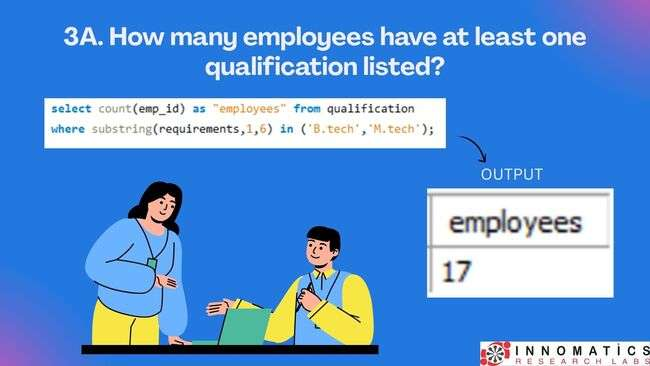 3A. How many employees have at least one
qualification listed?
select count(emp_id) as "employees" from qualification
where substring(requirements,1,6) in ('B.tech','M.tech');
OUTPUT
employees
17
INNOMATICS
RESEARCH LABS